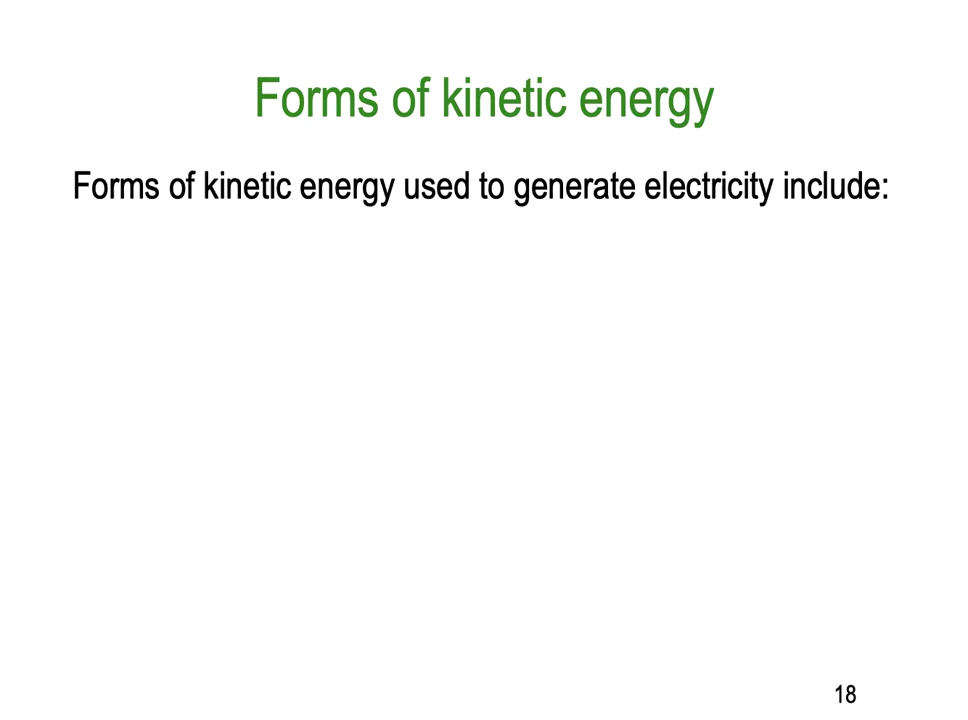 Forms of kinetic energy
Forms of kinetic energy used to generate electricity include:
18